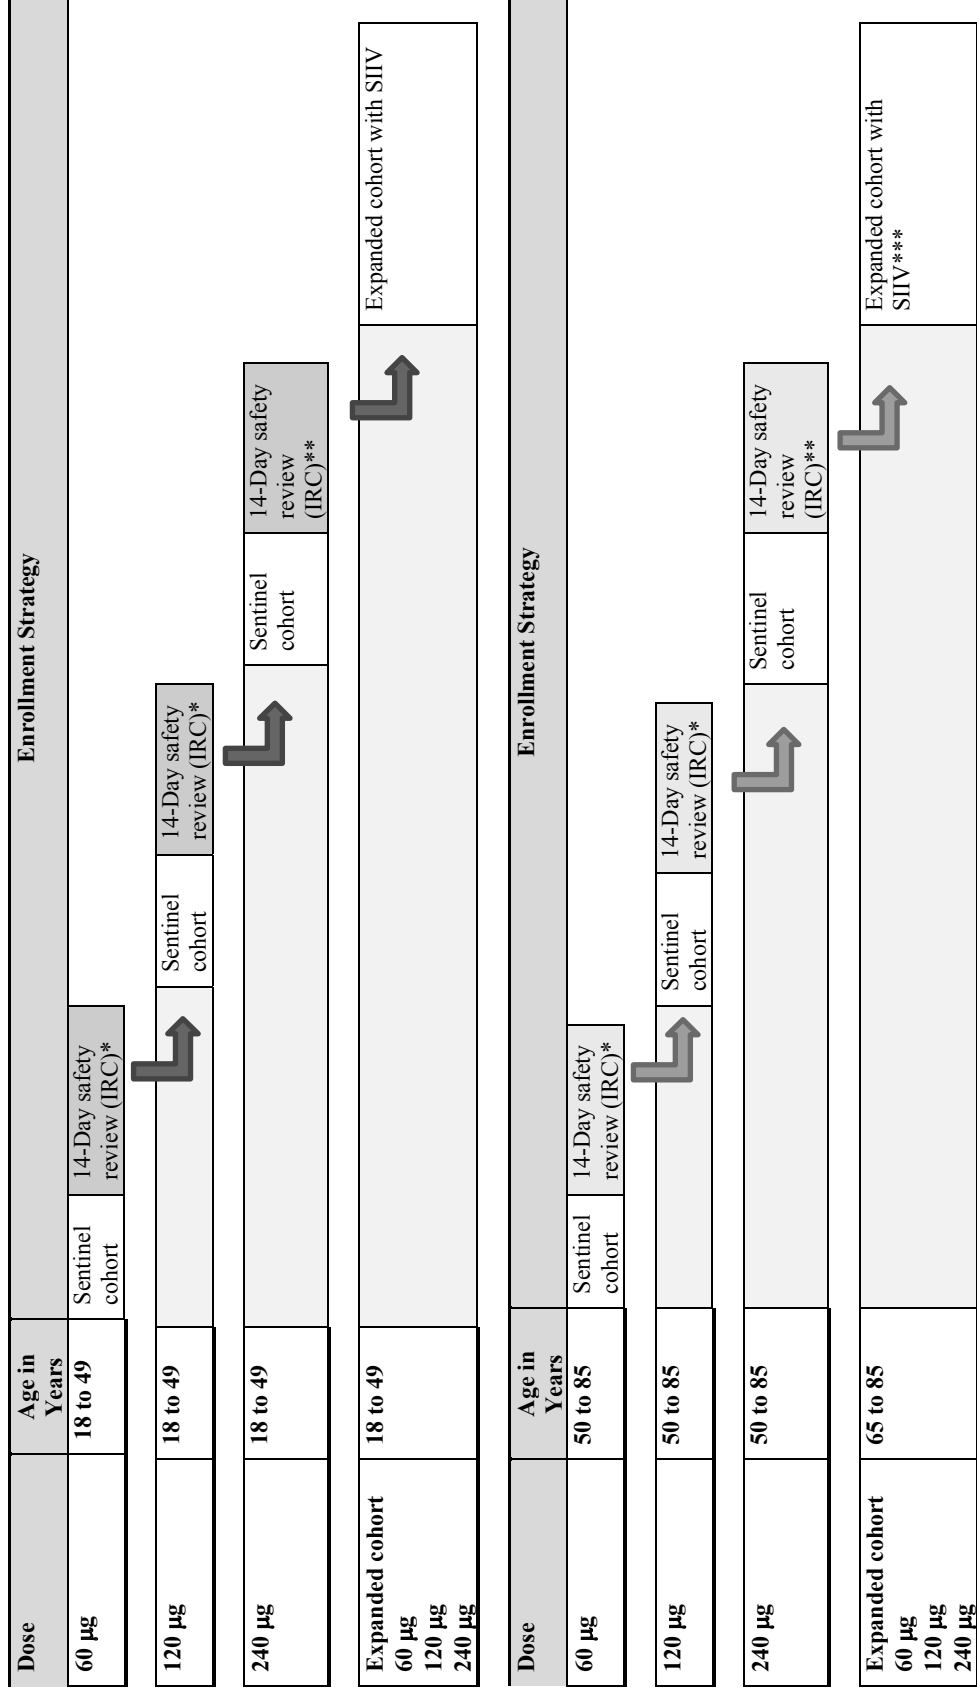 Dose
Age in
Years
Enrollment Strategy
60 µg
18 to 49
Sentinel
cohort
14-Day safety
review (IRC)*
120 µg
18 to 49
Sentinel
cohort
14-Day safety
review (IRC)*
240 µg
18 to 49
Sentinel
cohort
14-Day safety
review
(IRC)**
Expanded cohort
60 µg
120 µg
240 µg
18 to 49
Expanded cohort with SIIV
Dose
Age in
Years
Enrollment Strategy
60 µg
50 to 85
Sentinel
cohort
14-Day safety
review (IRC)*
120 µg
50 to 85
Sentinel
cohort
14-Day safety
review (IRC)*
240 µg
50 to 85
Sentinel
cohort
14-Day safety
review
(IRC)**
Expanded cohort
60 µg
120 µg
240 µg
65 to 85
Expanded cohort with
SIIV***